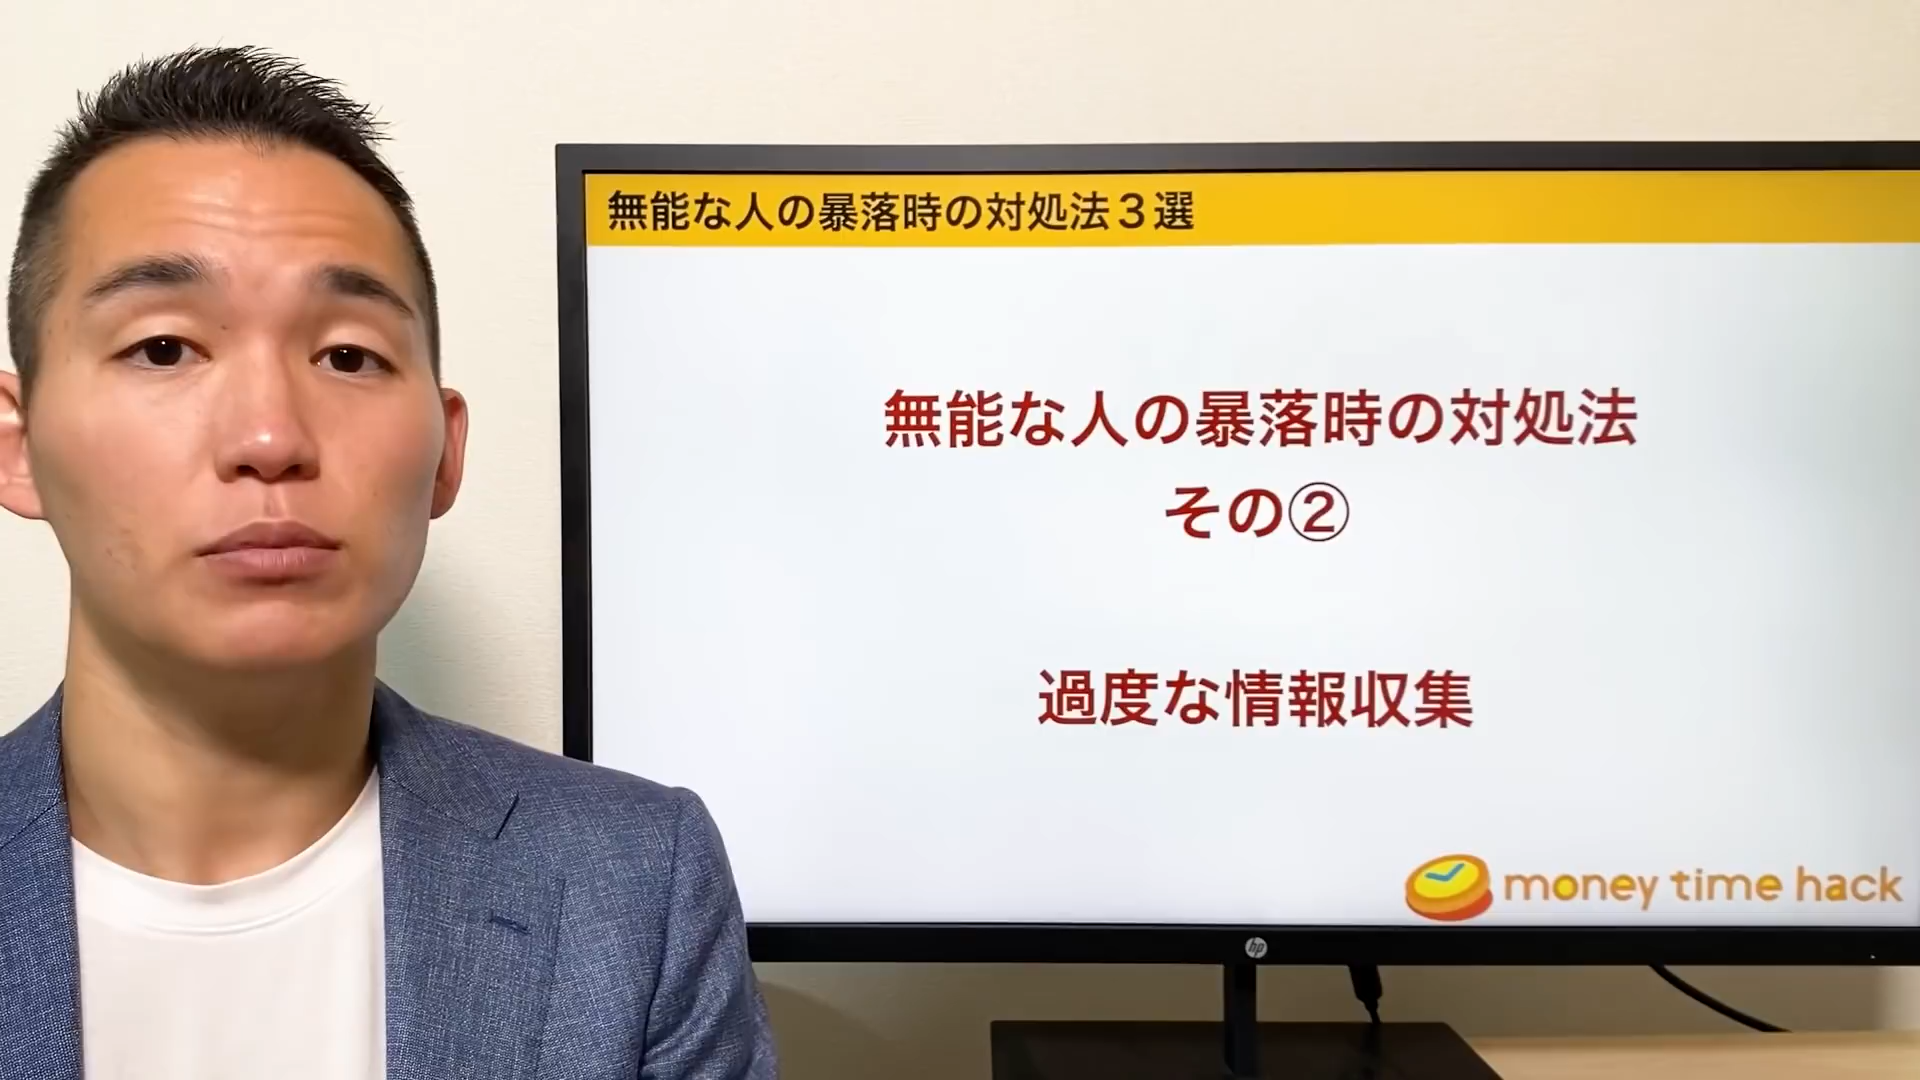 無能な人の暴落時の対処法３選
無能な人の暴落時の対処法
その②
過度な情報収集
money time hack
hp